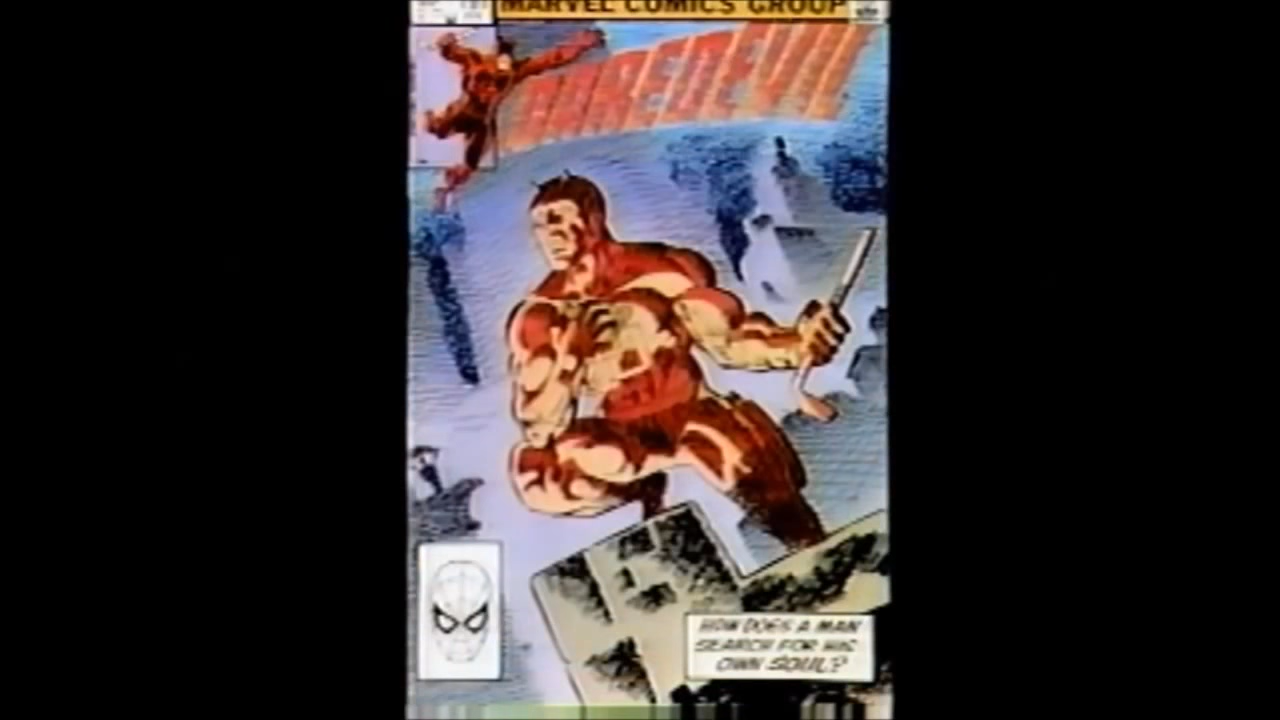 MARVEL COMICS GROUP
DAREDEVIL
HOW DOES A MAN
SEARCH FOR HIS
OWN SOUL?